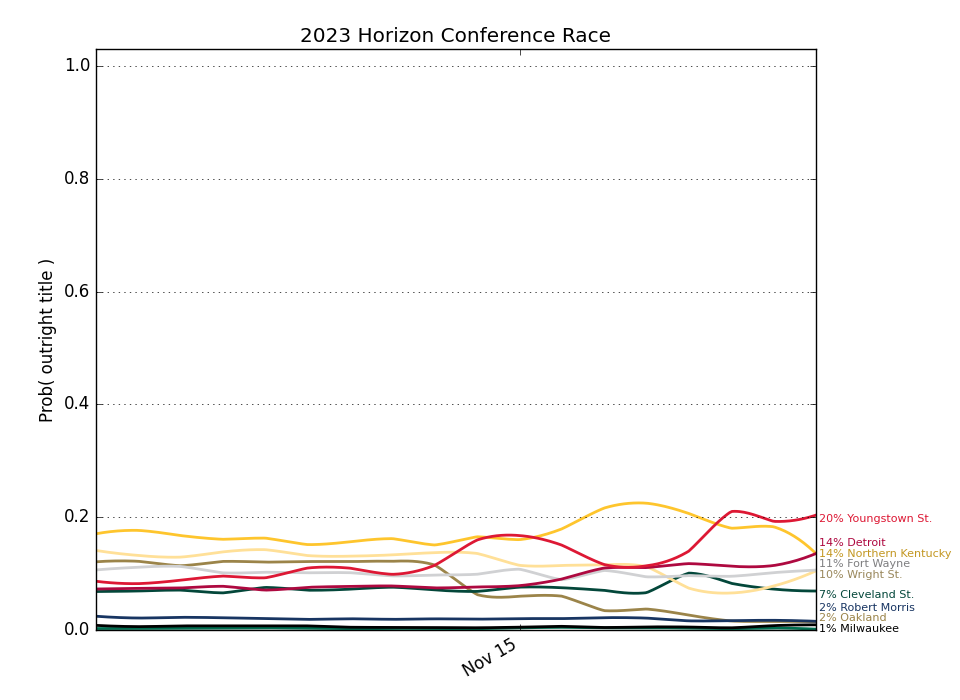 2023 Horizon Conference Race
1.0
0.8
0.6
0.4
0.2
0.0
Prob( outright title )
Nov 15
20% Youngstown St.
14% Detroit
14% Northern Kentucky
11% Fort Wayne
10% Wright St.
7% Cleveland St.
2% Robert Morris
2% Oakland
1% Milwaukee